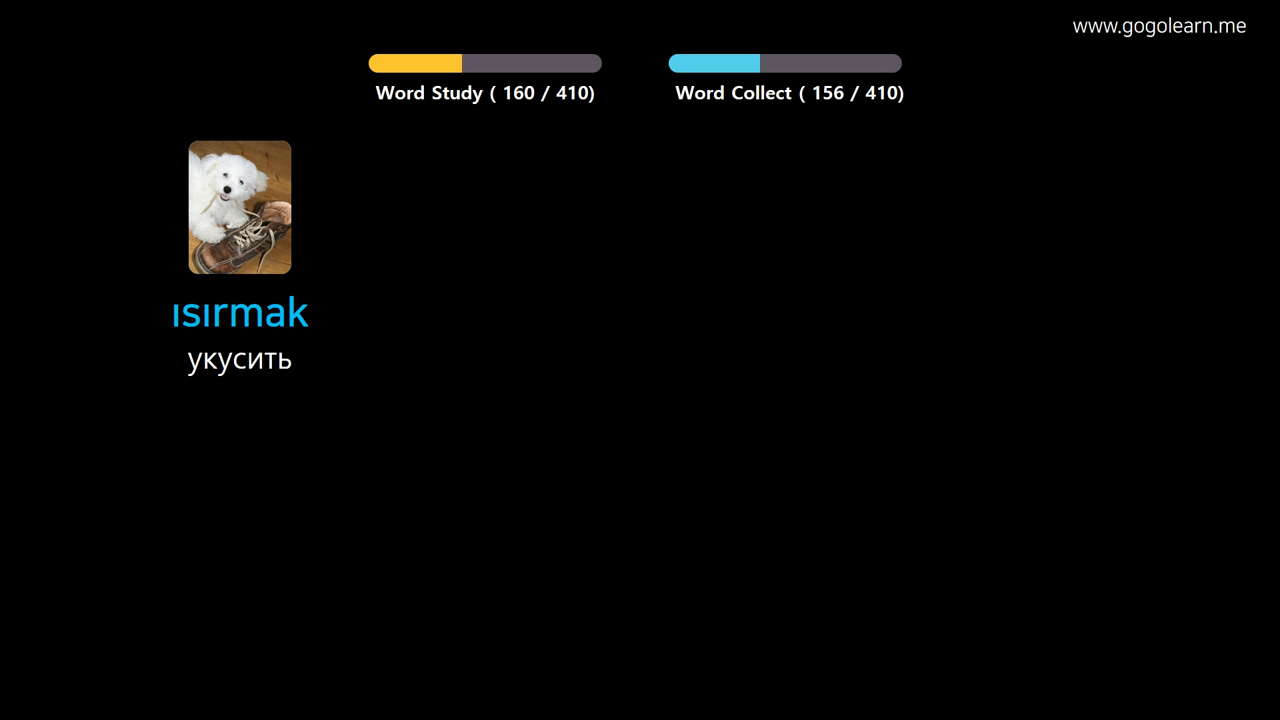 www.gogolearn.me
Word Study ( 160 / 410)
Word Collect ( 156 / 410)
ısırmak
укусить